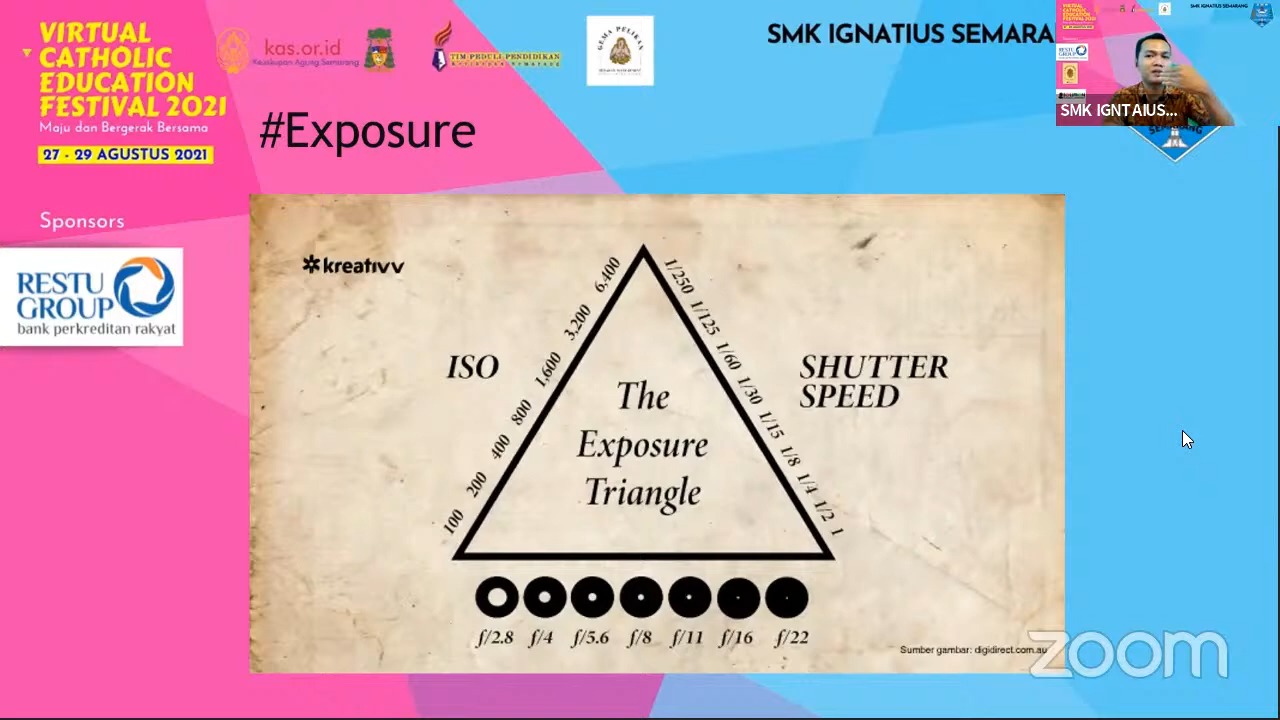 VIRTUAL
CATHOLIC
EDUCATION
FESTIVAL 2021
Maju dan Bergerak Bersama
27 - 29 AGUSTUS 2021
Sponsors
RESTU
GROUP
bank perkreditan rakyat
kas.or.id
Keuskupan Agung Semarang
TIM PEDULI PENDIDIKAN
GEMA PELIKAN
SMK IGNATIUS SEMARA
SMK IGNTAIUS...
SEMARANG
#Exposure
kreativv
ISO
100 200 400 800 1,600 3,200 6,400
The
Exposure
Triangle
1/250 1/125 1/60 1/30 1/15 1/8 1/4 1/2 1
SHUTTER
SPEED
f/2.8 f/4 f/5.6 f/8 f/11 f/16 f/22
Sumber gambar: digidirect.com.au
zoom